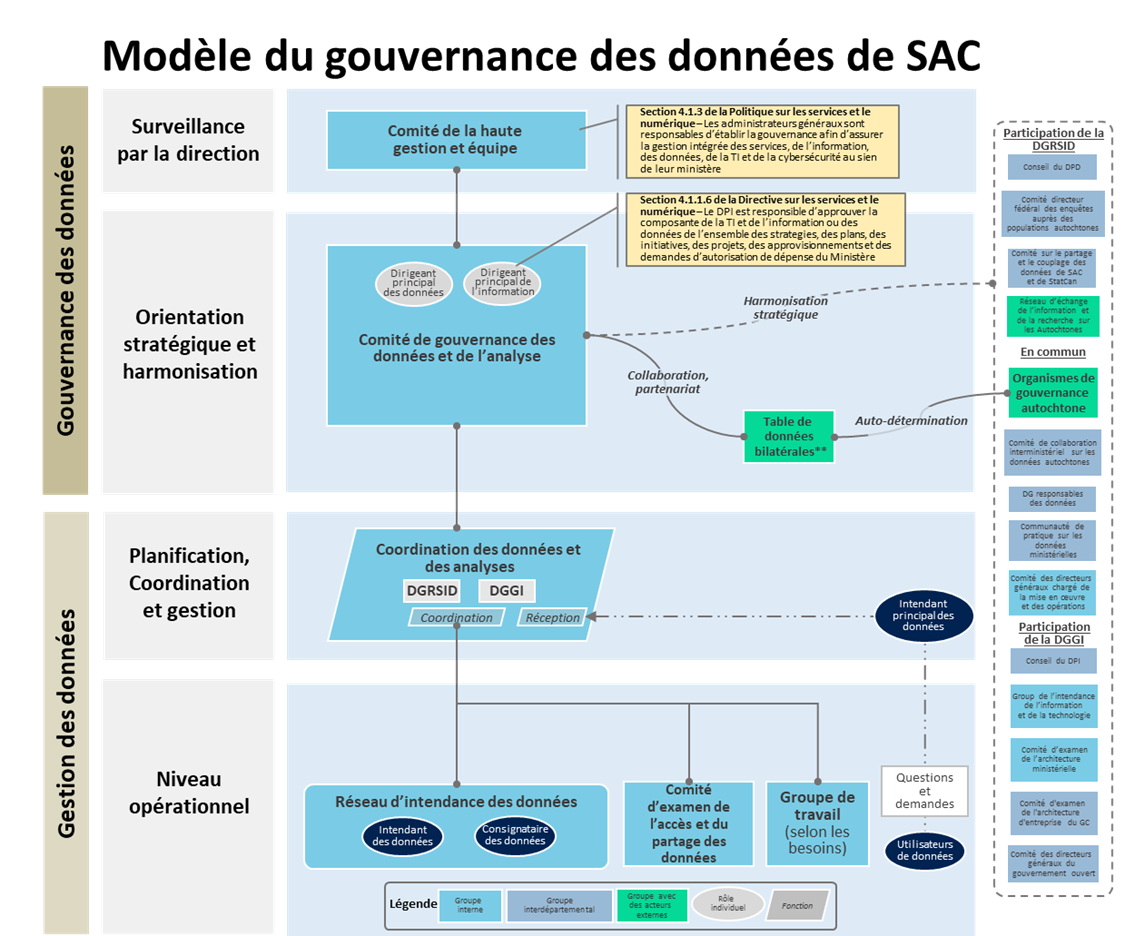 Modèle du gouvernance des données de SAC
Gouvernance des données
Surveillance
par la direction
Comité de la haute
gestion et équipe
Section 4.1.3 de la Politique sur les services et le
numérique – Les administrateurs généraux sont
responsables d’établir la gouvernance afin d’assurer
la gestion intégrée des services, de l’information,
des données, de la TI et de la cybersécurité au sien
de leur ministère
Orientation
stratégique et
harmonisation
Section 4.1.1.6 de la Directive sur les services et le
numérique – Le DPI est responsible d’approuver la
composante de la TI et de l’information ou des
données de l’ensemble des strategies, des plans, des
initiatives, des projets, des approvisionnements et des
demandes d’autorisation de dépense du Ministère
Dirigeant
principal
des données
Dirigeant
principal de
l’information
Comité de gouvernance des
données et de l’analyse
Harmonisation
stratégique
Collaboration,
partenariat
Table de
données
bilatérales**
Auto-détermination
Gestion des données
Planification,
Coordination
et gestion
Coordination des données et
des analyses
DGRSID
DGGI
Coordination
Réception
Intendant
principal des
données
Niveau
opérationnel
Réseau d’intendance des données
Intendant
des données
Consignataire
des données
Comité
d’examen de
l’accès et du
partage des
données
Groupe de
travail
(selon les
besoins)
Questions
et
demandes
Utilisateurs
de données
Participation de la
DGRSID
Conseil du DPD
Comité directeur
fédéral des enquêtes
auprès des
populations autochtones
Comité sur le partage
et le couplage des
données de SAC
et de StatCan
Réseau d’échange
de l’information et
de la recherche sur
les Autochtones
En commun
Organismes de
gouvernance
autochtone
Comité de collaboration
interministériel sur les
données autochtones
DG responsables
des données
Communauté de
pratique sur les
données
ministérielles
Comité des directeurs
généraux chargé de
la mise en œuvre
et des opérations
Participation
de la DGGI
Conseil du DPI
Group de l’intendance
de l’information
et de la technologie
Comité d’examen
de l’architecture
ministérielle
Comité d'examen
de l'architecture
d'entreprise du GC
Comité des directeurs
généraux du
gouvernement ouvert
Légende
Groupe
interne
Groupe
interdépartemental
Groupe avec
des acteurs
externes
Rôle
individuel
Fonction